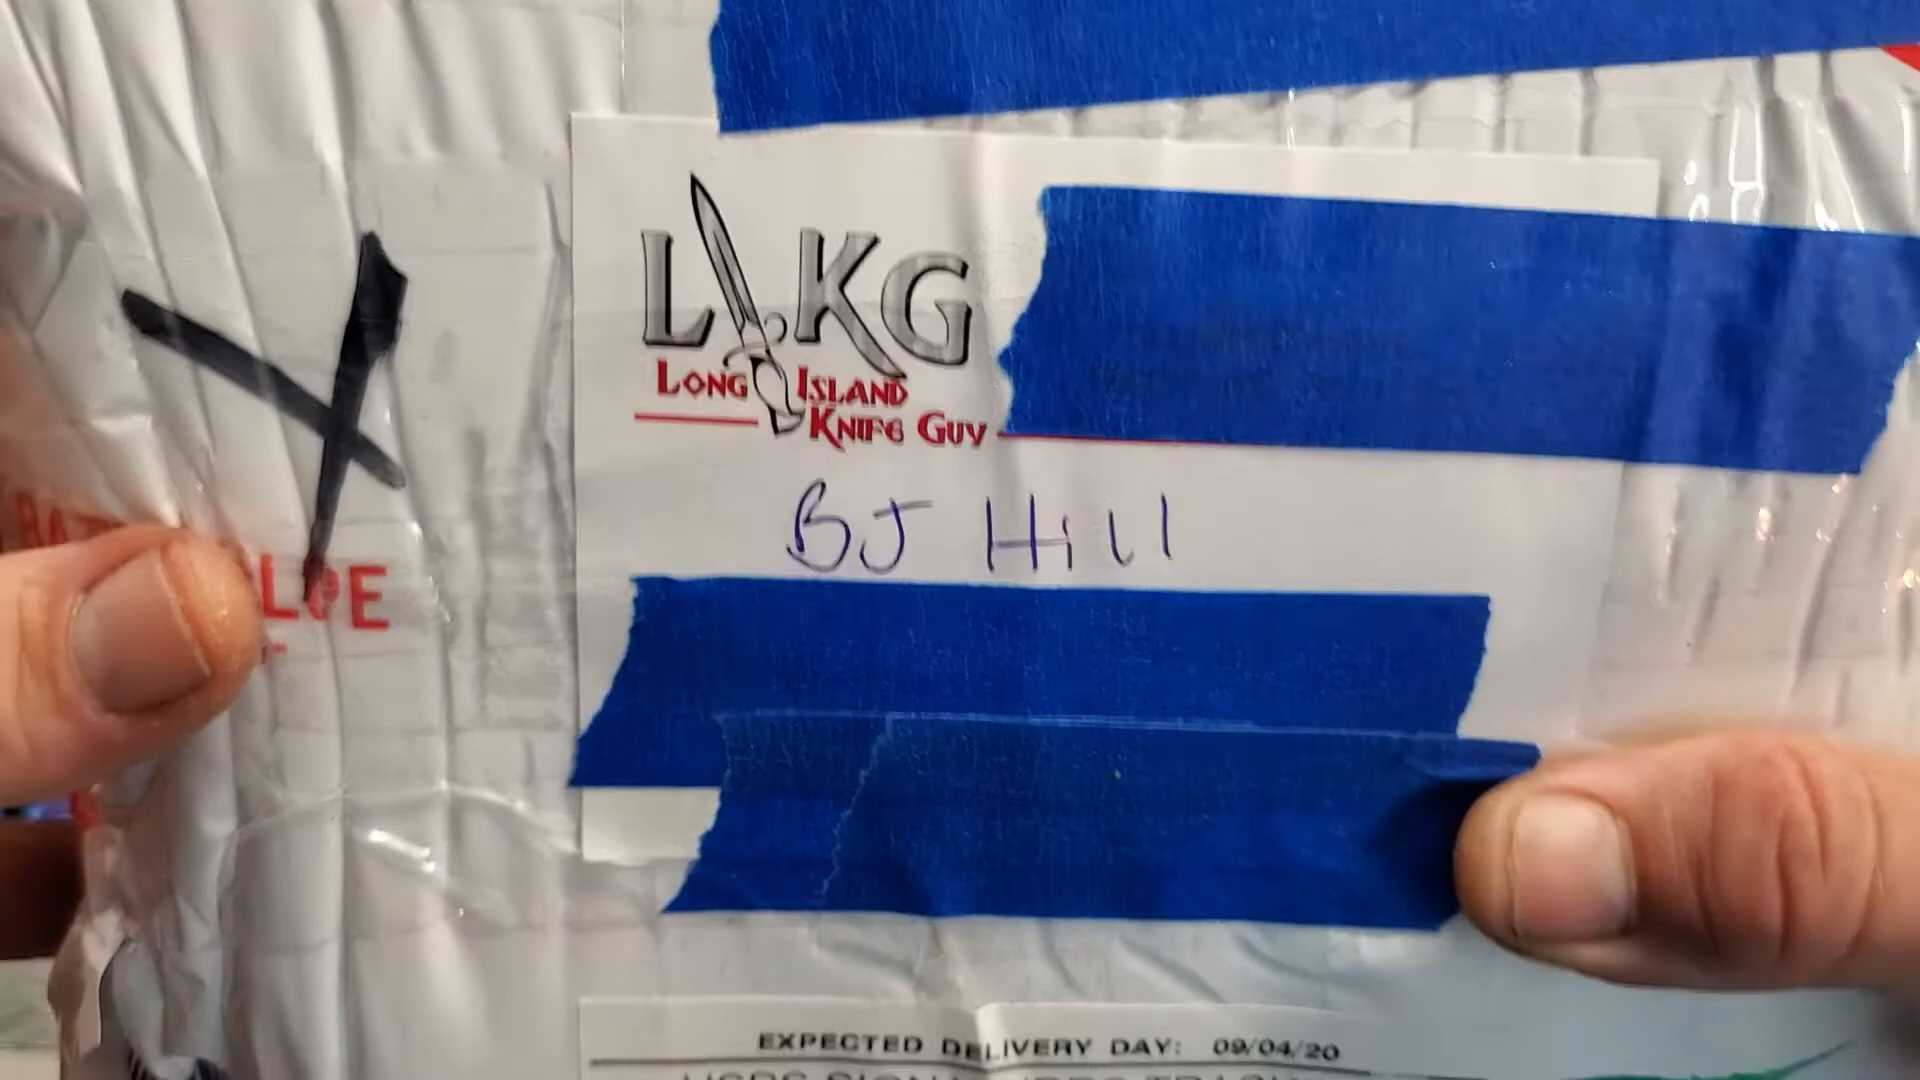 LKG
LONG ISLAND
KNIFE GUY
BJ Hill
EXPECTED DELIVERY DAY: 09/04/20